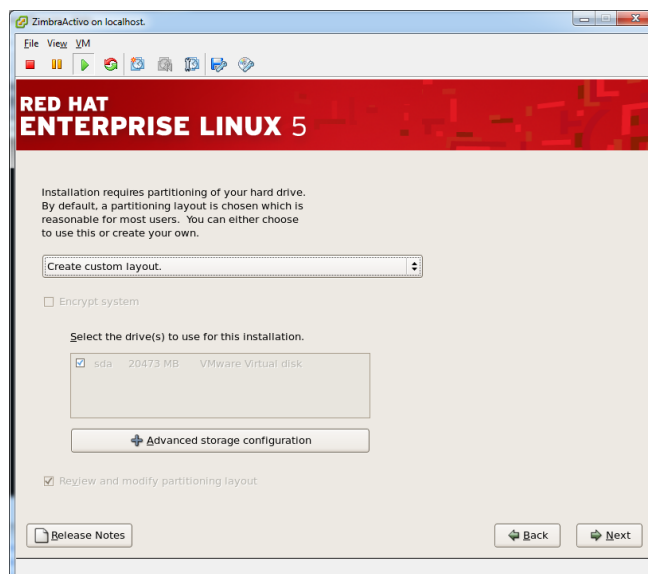 ZimbraActivo on localhost.
File View VM
RED HAT
ENTERPRISE LINUX 5
Installation requires partitioning of your hard drive.
By default, a partitioning layout is chosen which is
reasonable for most users. You can either choose
to use this or create your own.
Create custom layout.
Encrypt system
Select the drive(s) to use for this installation.
sda 20473 MB VMware Virtual disk
Advanced storage configuration
Review and modify partitioning layout
Release Notes
Back
Next